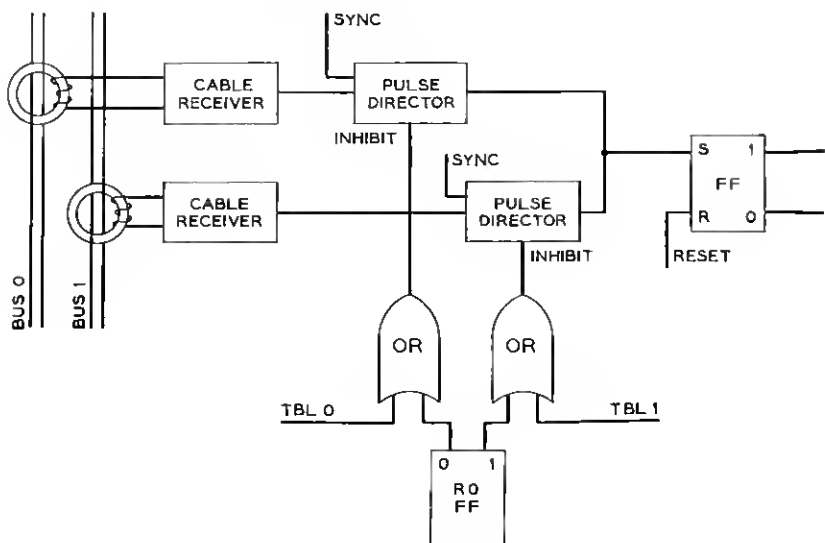 SYNC
CABLE
RECEIVER
PULSE
DIRECTOR
INHIBIT
SYNC
S 1
FF
R 0
CABLE
RECEIVER
PULSE
DIRECTOR
INHIBIT
RESET
BUS 0
BUS 1
OR
OR
TBL 0
TBL 1
0 1
R0
FF